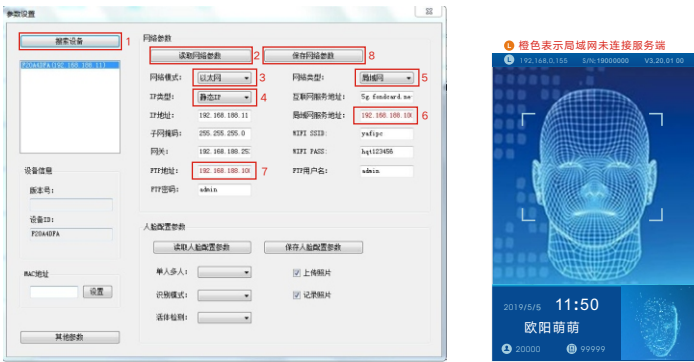 参数设置
搜索设备 1
F20A4DFA(192.168.188.11)
设备信息
版本号:
设备ID:
F20A4DFA
MAC地址
设置
其他参数
网络参数
读取网络参数 2 保存网络参数 8
网络模式: 以太网 3 网络类型: 局域网 5
IP类型: 静态IP 4 互联网服务地址: 5g.fondcard.ne
IP地址: 192.168.188.11 局域网服务地址: 192.168.188.10 6
子网掩码: 255.255.255.0 WIFI SSID: yafipc
网关: 192.168.188.25 WIFI PASS: hqt123456
FTP地址: 192.168.188.10 7 FTP用户名: admin
FTP密码: admin
人脸配置参数
读取人脸配置参数 保存人脸配置参数
单人多人: 上传照片
识别模式: 记录照片
活体检测:
L 橙色表示局域网未连接服务端
L 192,168,0,155 S/N:19000000 V3.20.01 00
2019/5/5 11:50
欧阳萌萌
20000 99999